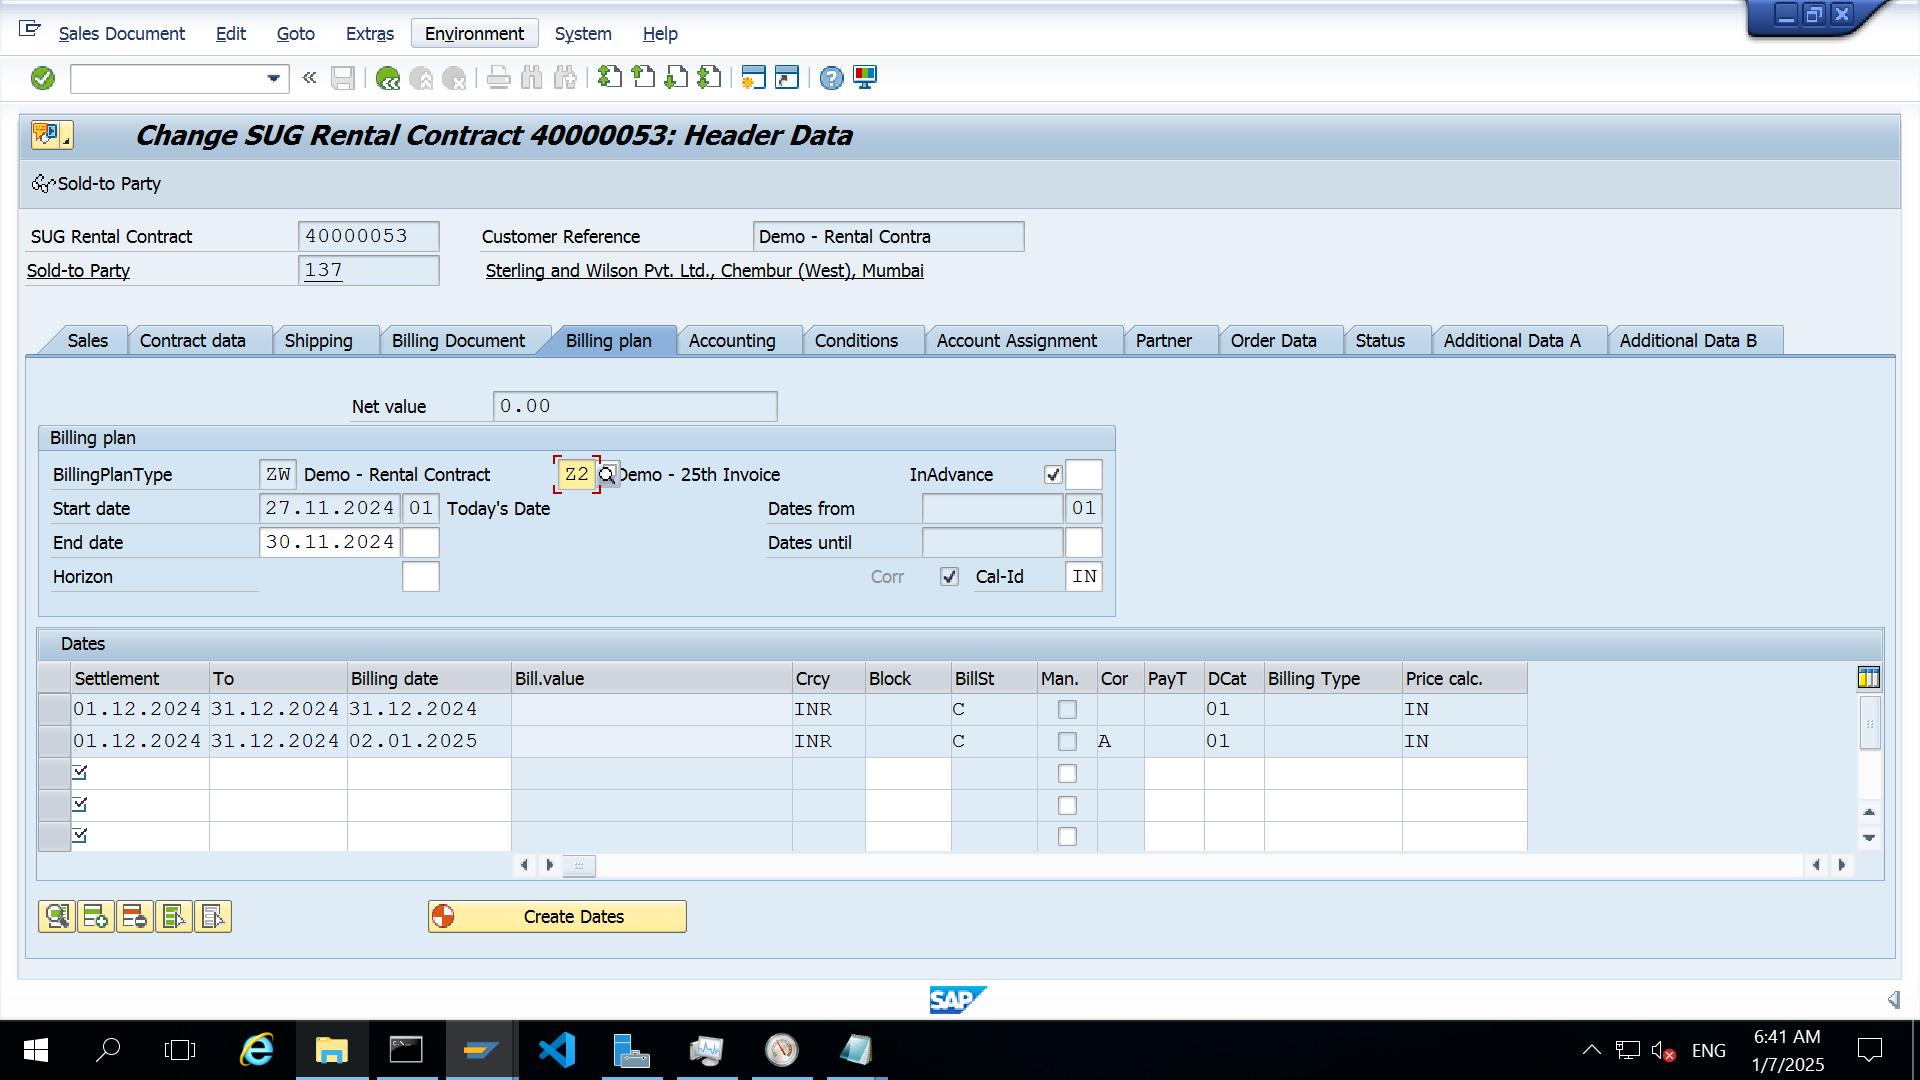 Sales Document Edit Goto Extras Environment System Help
Change SUG Rental Contract 40000053: Header Data
Sold-to Party
SUG Rental Contract 40000053 Customer Reference Demo - Rental Contra
Sold-to Party 137 Sterling and Wilson Pvt. Ltd., Chembur (West), Mumbai
Sales Contract data Shipping Billing Document Billing plan Accounting Conditions Account Assignment Partner Order Data Status Additional Data A Additional Data B
Net value 0.00
Billing plan
BillingPlanType ZW Demo - Rental Contract Z2 Demo - 25th Invoice InAdvance
Start date 27.11.2024 01 Today's Date Dates from 01
End date 30.11.2024 Dates until
Horizon Corr Cal-Id IN
Dates
Settlement To Billing date Bill.value Crcy Block BillSt Man. Cor PayT DCat Billing Type Price calc.
01.12.2024 31.12.2024 31.12.2024 INR C 01 IN
01.12.2024 31.12.2024 02.01.2025 INR C A 01 IN
Create Dates
SAP
ENG
6:41 AM
1/7/2025